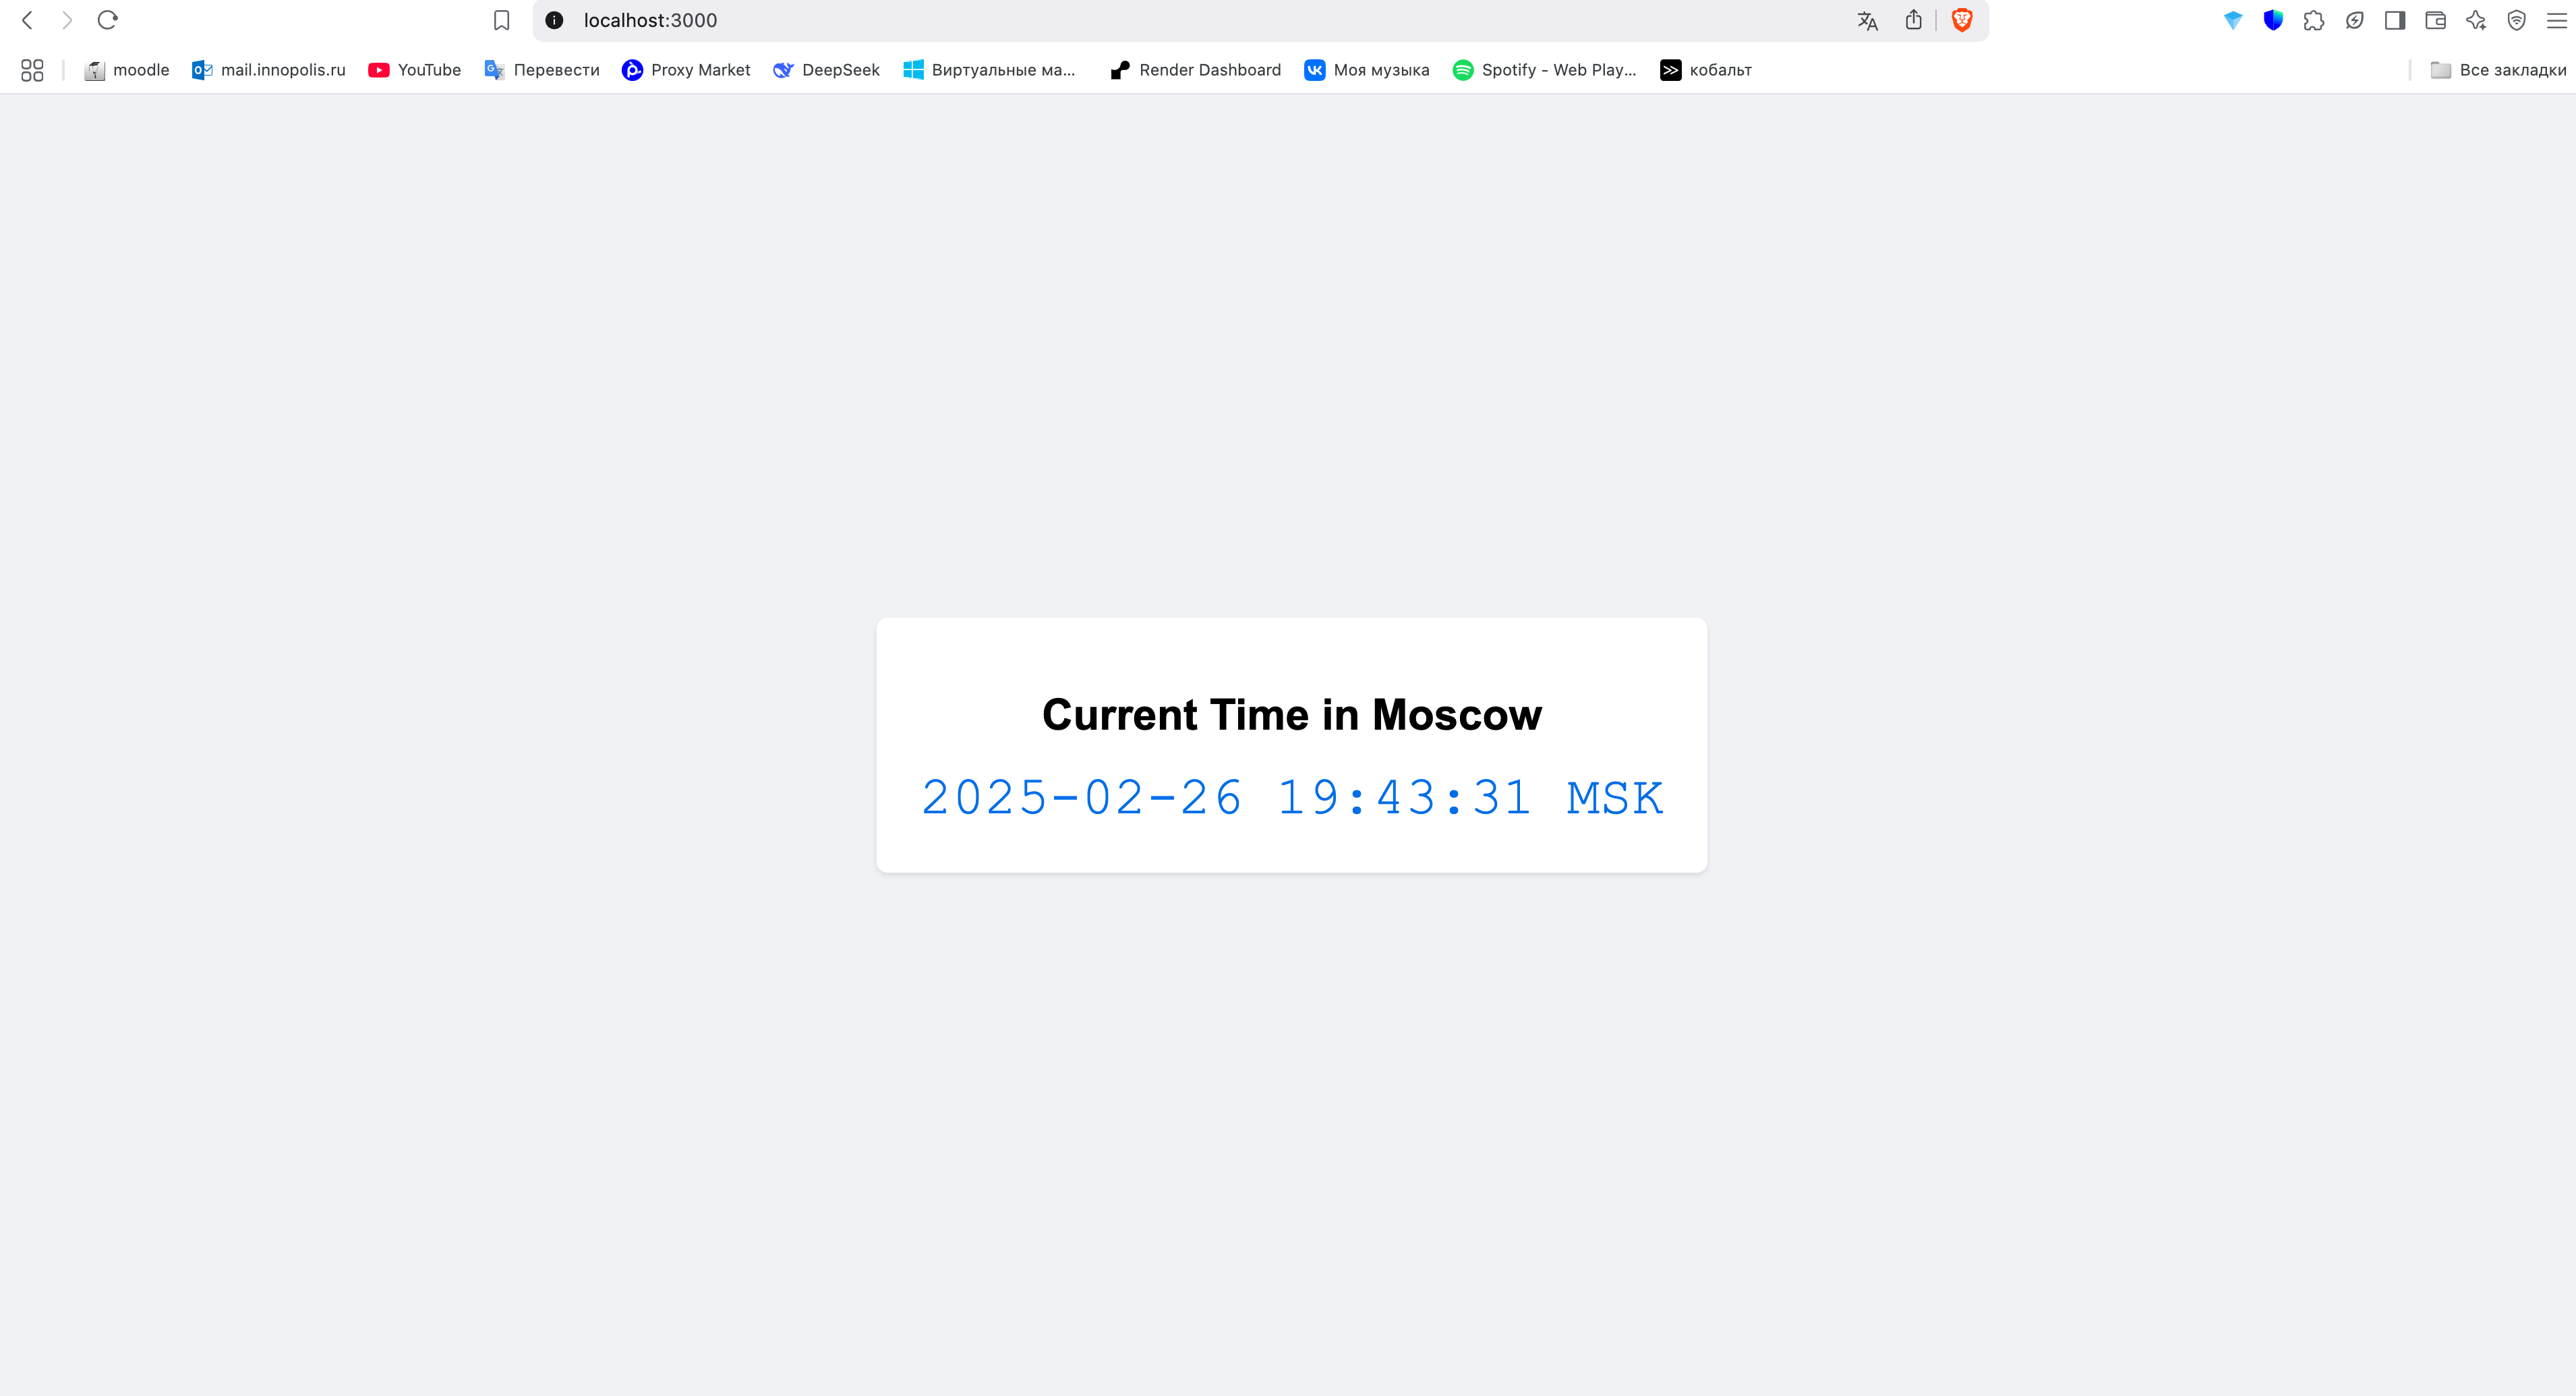 localhost:3000
moodle mail.innopolis.ru YouTube Перевести Proxy Market DeepSeek Виртуальные ма... Render Dashboard Моя музыка Spotify - Web Play... кобальт Все закладки
Current Time in Moscow
2025-02-26 19:43:31 MSK